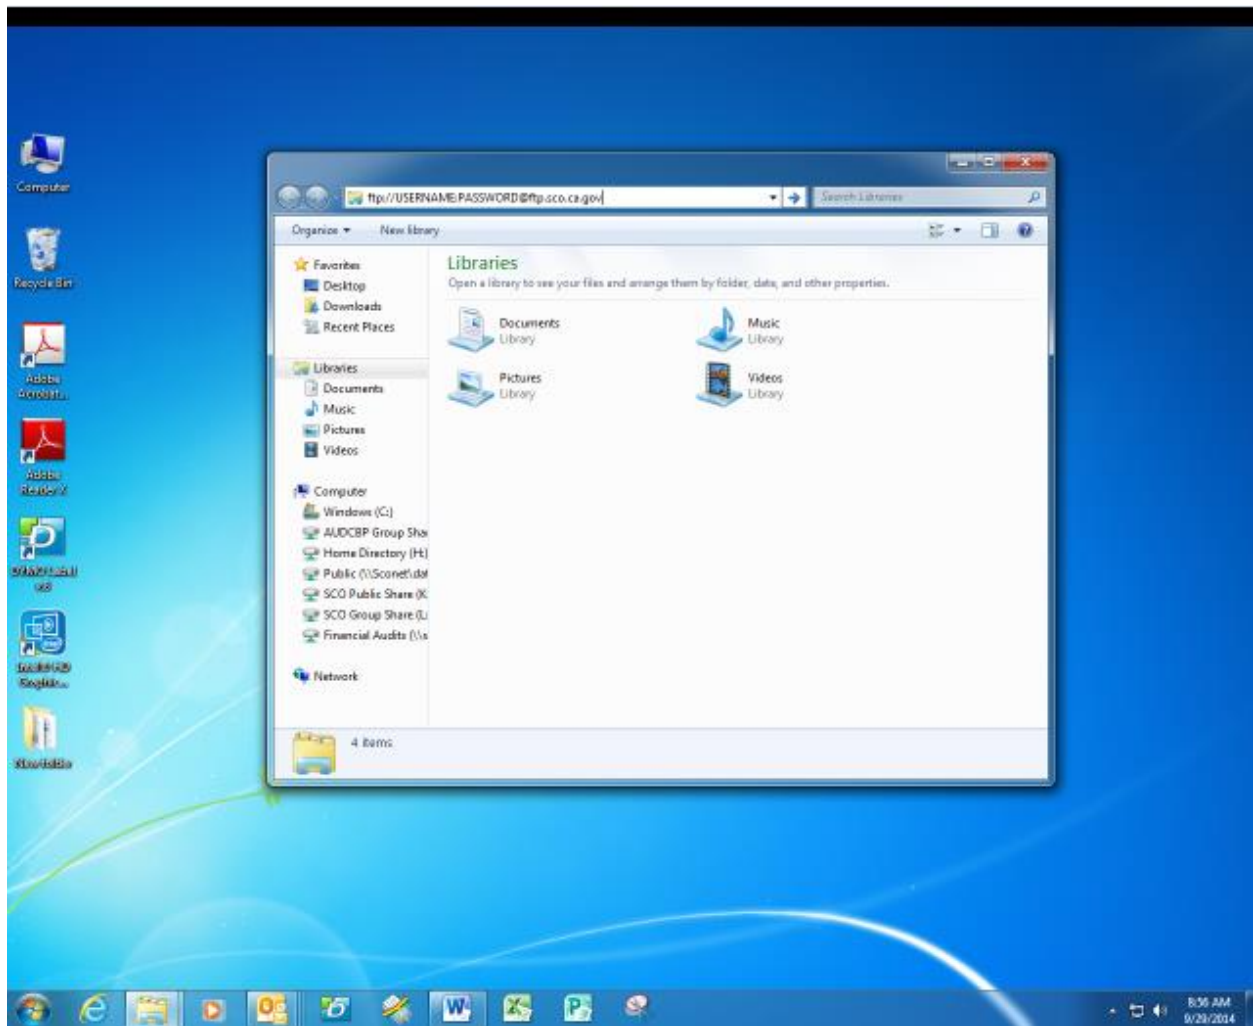 Computer
Recycle Bin
Adobe
Acrobat...
Adobe
Reader X
New folder
ftp://USERNAME:PASSWORD@ftp.sco.ca.gov
Search Libraries
Organize
New library
Favorites
Desktop
Downloads
Recent Places
Libraries
Documents
Music
Pictures
Videos
Computer
Windows (C:)
AUDCBP Group Sha
Home Directory (H:)
Public (\\Sconet\dat
SCO Public Share (K
SCO Group Share (L:
Financial Audits (\\s
Network
Libraries
Open a library to see your files and arrange them by folder, date, and other properties.
Documents
Library
Music
Library
Pictures
Library
Videos
Library
4 items
8:56 AM
9/29/2014